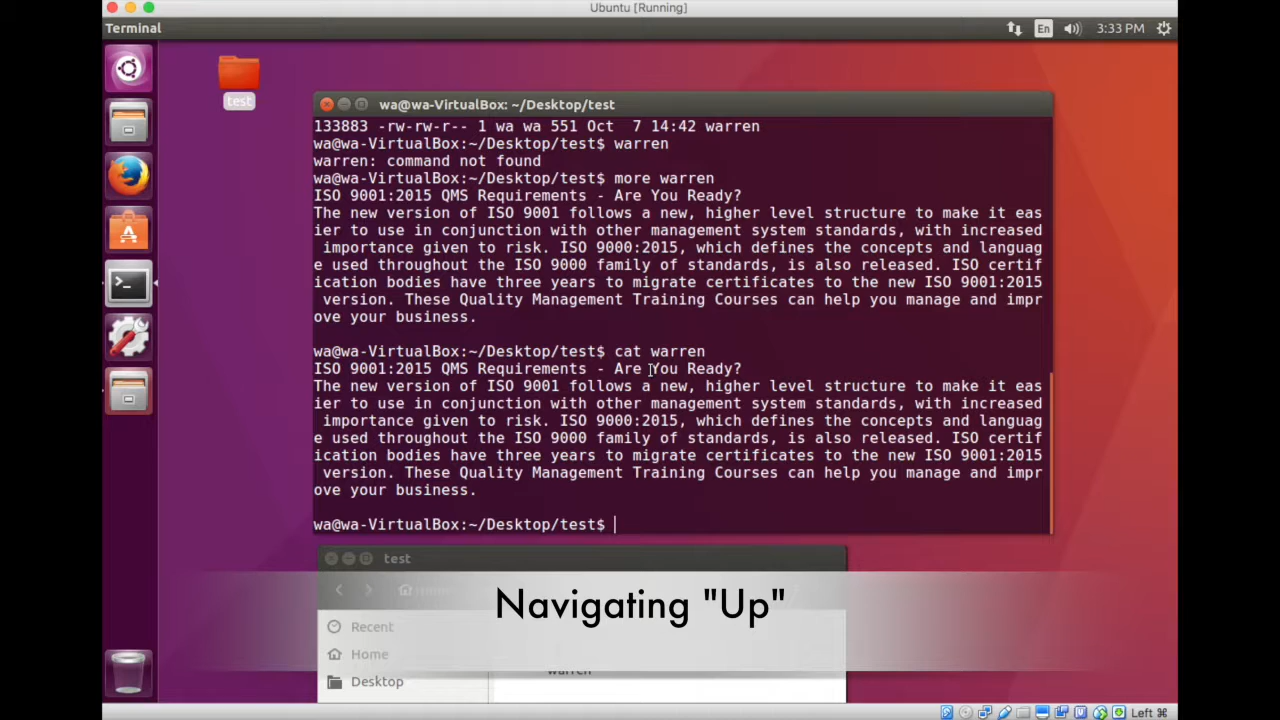 Ubuntu [Running]
Terminal
En
3:33 PM
test
wa@wa-VirtualBox: ~/Desktop/test
133883 -rw-rw-r-- 1 wa wa 551 Oct  7 14:42 warren
wa@wa-VirtualBox:~/Desktop/test$ warren
warren: command not found
wa@wa-VirtualBox:~/Desktop/test$ more warren
ISO 9001:2015 QMS Requirements - Are You Ready?
The new version of ISO 9001 follows a new, higher level structure to make it eas
ier to use in conjunction with other management system standards, with increased
 importance given to risk. ISO 9000:2015, which defines the concepts and languag
e used throughout the ISO 9000 family of standards, is also released. ISO certif
ication bodies have three years to migrate certificates to the new ISO 9001:2015
 version. These Quality Management Training Courses can help you manage and impr
ove your business.
wa@wa-VirtualBox:~/Desktop/test$ cat warren
ISO 9001:2015 QMS Requirements - Are You Ready?
The new version of ISO 9001 follows a new, higher level structure to make it eas
ier to use in conjunction with other management system standards, with increased
 importance given to risk. ISO 9000:2015, which defines the concepts and languag
e used throughout the ISO 9000 family of standards, is also released. ISO certif
ication bodies have three years to migrate certificates to the new ISO 9001:2015
 version. These Quality Management Training Courses can help you manage and impr
ove your business.
wa@wa-VirtualBox:~/Desktop/test$
test
Navigating "Up"
Recent
Home
warren
Desktop
Left ⌘